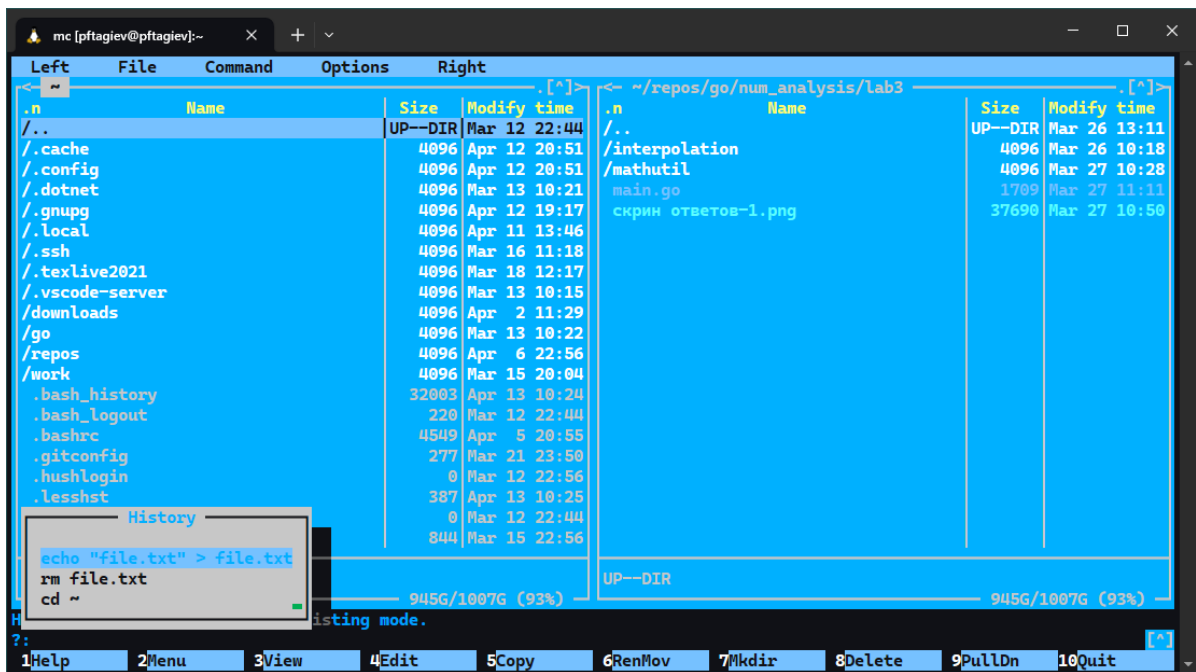 mc [pftagiev@pftagiev]:~
Left File Command Options Right
<- ~ .[^]> <- ~/repos/go/num_analysis/lab3 .[^]>
.n Name Size Modify time .n Name Size Modify time
/.. UP--DIR Mar 12 22:44 /.. UP--DIR Mar 26 13:11
/.cache 4096 Apr 12 20:51 /interpolation 4096 Mar 26 10:18
/.config 4096 Apr 12 20:51 /mathutil 4096 Mar 27 10:28
/.dotnet 4096 Mar 13 10:21 main.go 1709 Mar 27 11:11
/.gnupg 4096 Apr 12 19:17 скрин ответов-1.png 37690 Mar 27 10:50
/.local 4096 Apr 11 13:46
/.ssh 4096 Mar 16 11:18
/.texlive2021 4096 Mar 18 12:17
/.vscode-server 4096 Mar 13 10:15
/downloads 4096 Apr 2 11:29
/go 4096 Mar 13 10:22
/repos 4096 Apr 6 22:56
/work 4096 Mar 15 20:04
.bash_history 32003 Apr 13 10:24
.bash_logout 220 Mar 12 22:44
.bashrc 4549 Apr 5 20:55
.gitconfig 277 Mar 21 23:50
.hushlogin 0 Mar 12 22:56
.lesshst 387 Apr 13 10:25
History 0 Mar 12 22:44
844 Mar 15 22:56
echo "file.txt" > file.txt
rm file.txt UP--DIR
cd ~ 945G/1007G (93%) 945G/1007G (93%)
H isting mode.
?: [^]
1Help 2Menu 3View 4Edit 5Copy 6RenMov 7Mkdir 8Delete 9PullDn 10Quit